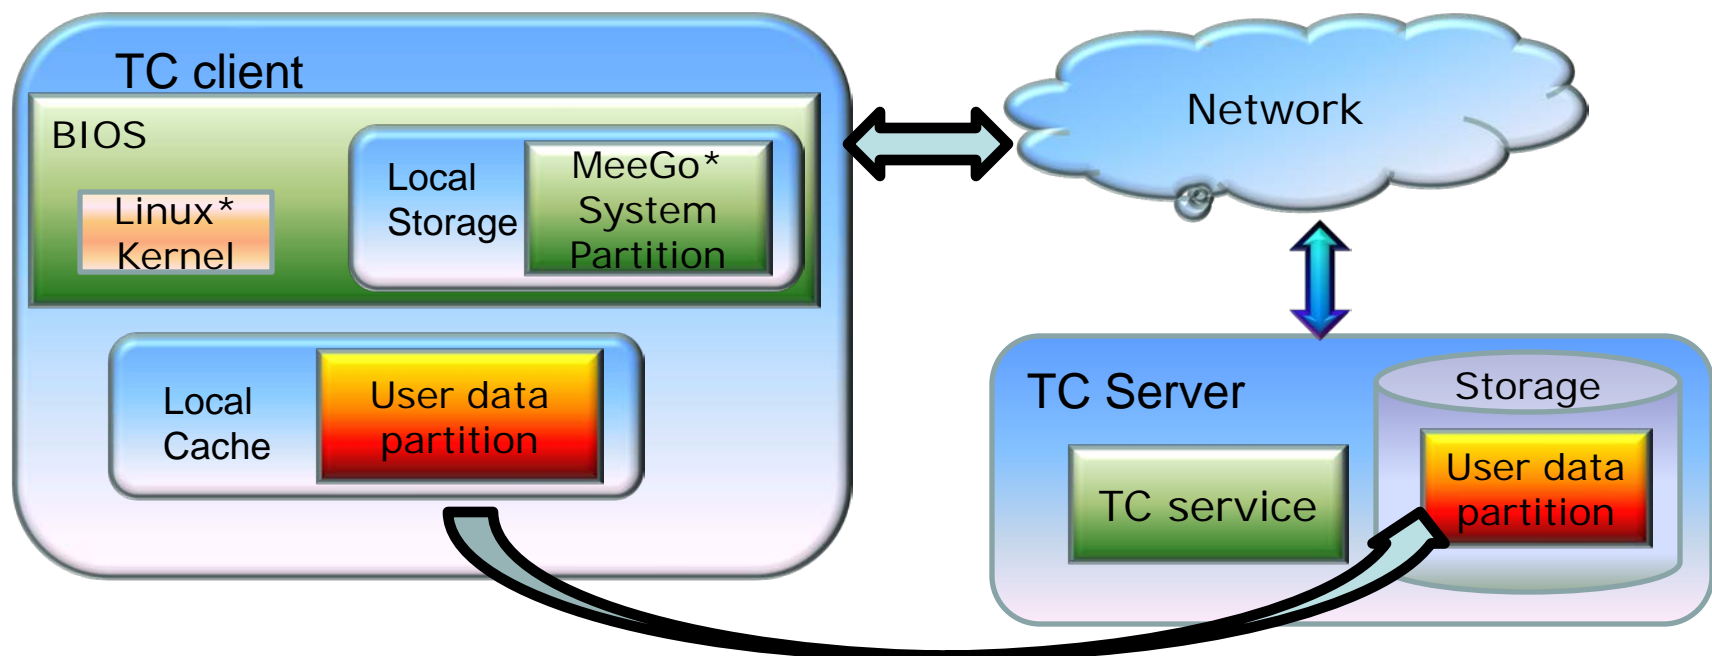 TC client
BIOS
Linux*
Kernel
Local
Storage
MeeGo*
System
Partition
Local
Cache
User data
partition
Network
TC Server
TC service
Storage
User data
partition